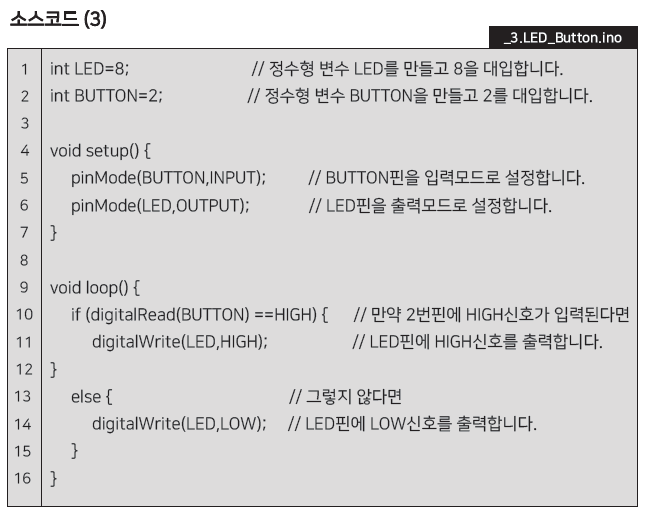 소스코드 (3)
_3.LED_Button.ino
1 int LED=8; // 정수형 변수 LED를 만들고 8을 대입합니다.
2 int BUTTON=2; // 정수형 변수 BUTTON을 만들고 2를 대입합니다.
3
4 void setup() {
5 pinMode(BUTTON,INPUT); // BUTTON핀을 입력모드로 설정합니다.
6 pinMode(LED,OUTPUT); // LED핀을 출력모드로 설정합니다.
7 }
8
9 void loop() {
10 if (digitalRead(BUTTON) ==HIGH) { // 만약 2번핀에 HIGH신호가 입력된다면
11 digitalWrite(LED,HIGH); // LED핀에 HIGH신호를 출력합니다.
12 }
13 else { // 그렇지 않다면
14 digitalWrite(LED,LOW); // LED핀에 LOW신호를 출력합니다.
15 }
16 }